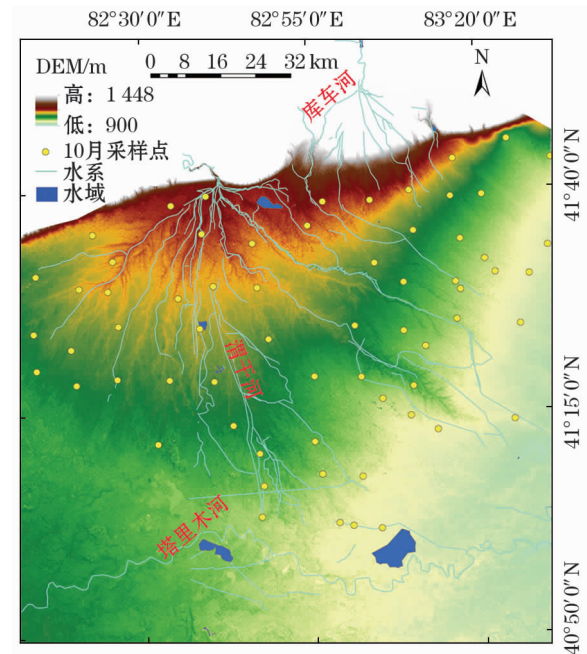 82°30′0″E 82°55′0″E 83°20′0″E
DEM/m
0 8 16 24 32 km
N
高：1 448
低：900
10月采样点
水系
水域
库车河
渭干河
塔里木河
41°40′0″N
41°15′0″N
40°50′0″N